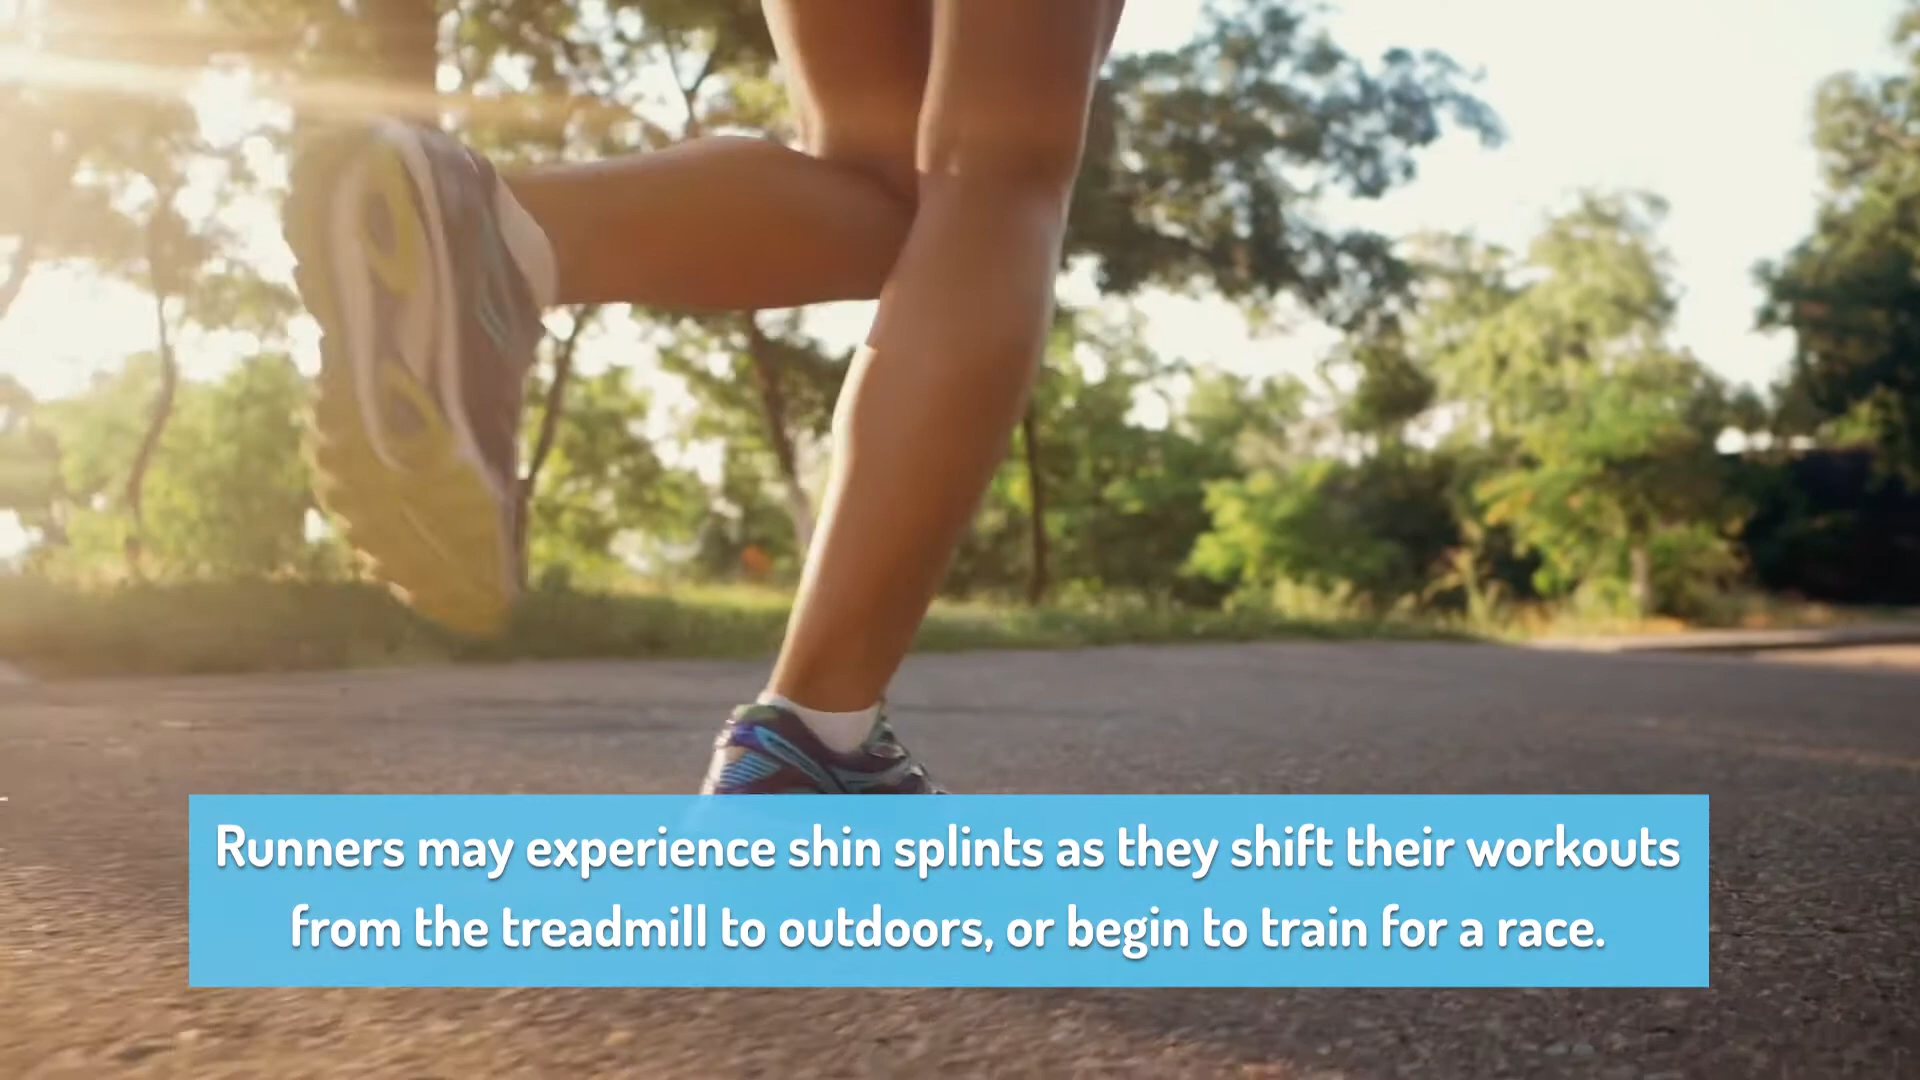 Runners may experience shin splints as they shift their workouts
from the treadmill to outdoors, or begin to train for a race.